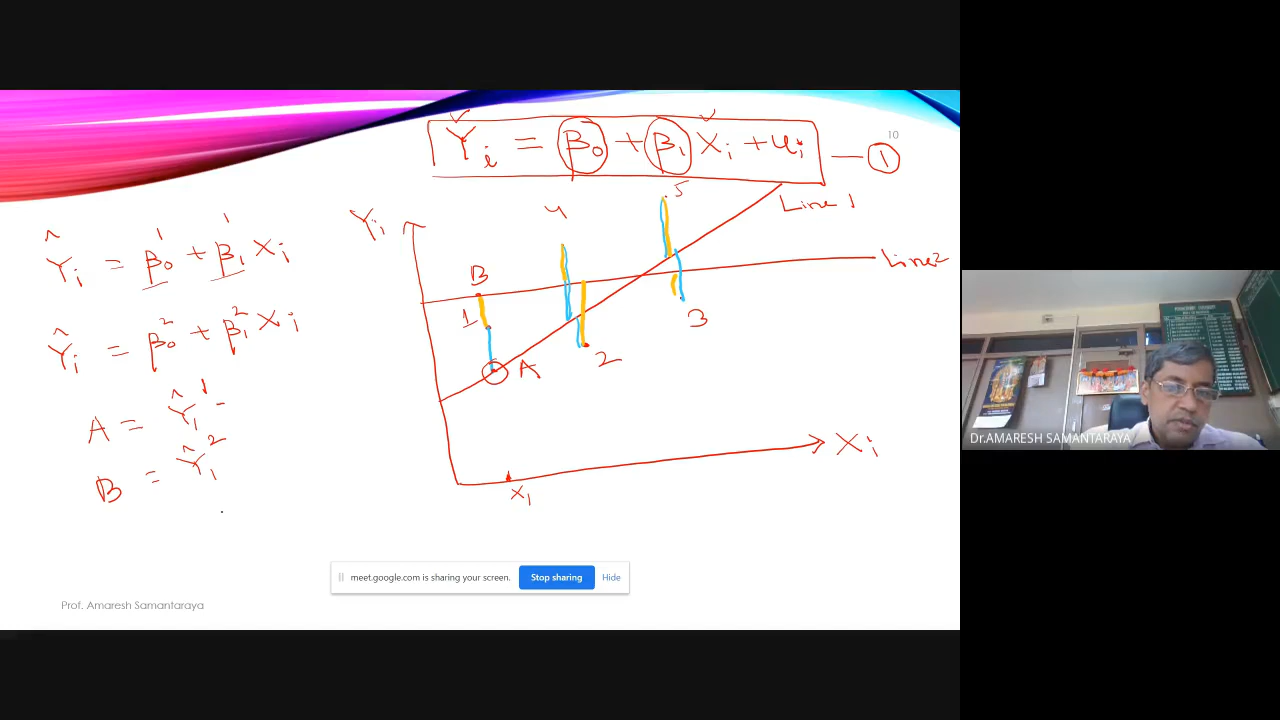 10
Yᵢ = β₀ + β₁ Xᵢ + uᵢ — ①
Ŷᵢ = β₀¹ + β₁¹ Xᵢ
Ŷᵢ = β₀² + β₁² Xᵢ
A = Ŷ₁¹ -
B = Ŷ₁²
Yᵢ
4
5
Line 1
B
Line 2
1
3
A
2
Xᵢ
X₁
meet.google.com is sharing your screen.
Stop sharing
Hide
Prof. Amaresh Samantaraya
Dr.AMARESH SAMANTARAYA